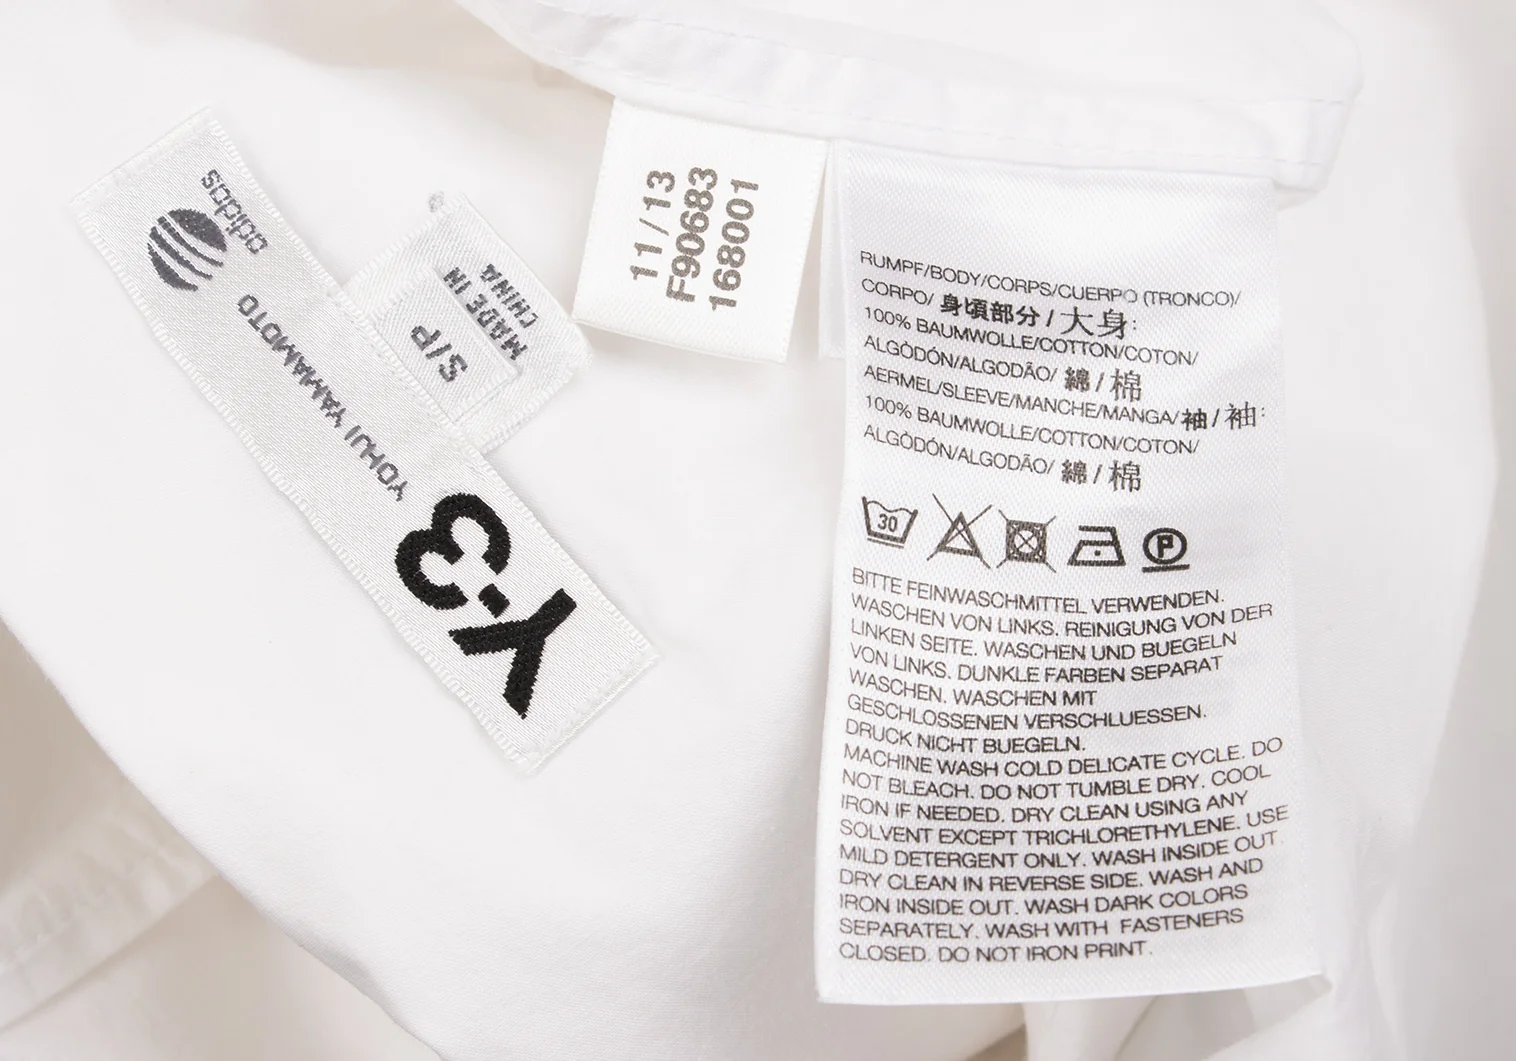 adidas
YOHJI YAMAMOTO
Y-3
MADE IN
CHINA
S/P
11/13
F90683
168001
RUMPF/BODY/CORPS/CUERPO (TRONCO)/
CORPO/ 身頃部分 / 大身:
100% BAUMWOLLE/COTTON/COTON/
ALGÒDÓN/ALGODÃO/ 綿 / 棉
AERMEL/SLEEVE/MANCHE/MANGA/ 袖 / 袖:
100% BAUMWOLLE/COTTON/COTON/
ALGÒDÓN/ALGODÃO/ 綿 / 棉
30 P
BITTE FEINWASCHMITTEL VERWENDEN.
WASCHEN VON LINKS. REINIGUNG VON DER
LINKEN SEITE. WASCHEN UND BUEGELN
VON LINKS. DUNKLE FARBEN SEPARAT
WASCHEN. WASCHEN MIT
GESCHLOSSENEN VERSCHLUESSEN.
DRUCK NICHT BUEGELN.
MACHINE WASH COLD DELICATE CYCLE. DO
NOT BLEACH. DO NOT TUMBLE DRY. COOL
IRON IF NEEDED. DRY CLEAN USING ANY
SOLVENT EXCEPT TRICHLORETHYLENE. USE
MILD DETERGENT ONLY. WASH INSIDE OUT.
DRY CLEAN IN REVERSE SIDE. WASH AND
IRON INSIDE OUT. WASH DARK COLORS
SEPARATELY. WASH WITH FASTENERS
CLOSED. DO NOT IRON PRINT.